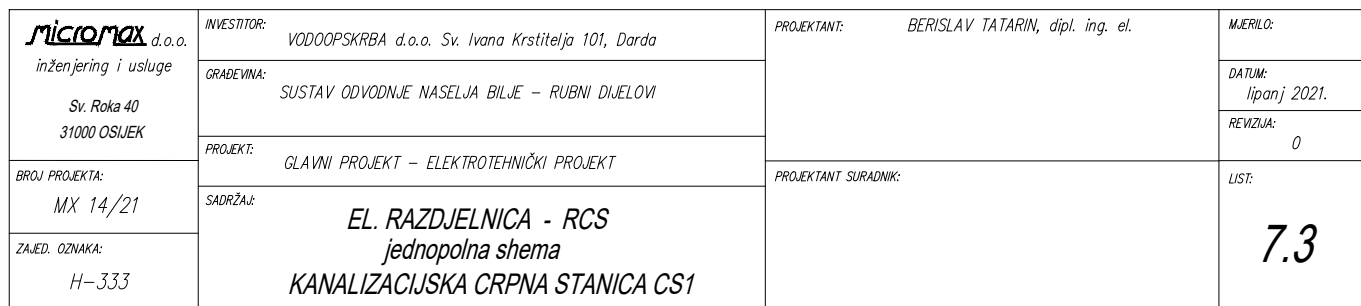 micromax d.o.o.
inženjering i usluge
Sv. Roka 40
31000 OSIJEK
BROJ PROJEKTA:
MX 14/21
ZAJED. OZNAKA:
H-333
INVESTITOR:
VODOOPSKRBA d.o.o. Sv. Ivana Krstitelja 101, Darda
GRAĐEVINA:
SUSTAV ODVODNJE NASELJA BILJE - RUBNI DIJELOVI
PROJEKT:
GLAVNI PROJEKT - ELEKTROTEHNIČKI PROJEKT
SADRŽAJ:
EL. RAZDJELNICA - RCS
jednopolna shema
KANALIZACIJSKA CRPNA STANICA CS1
PROJEKTANT:
BERISLAV TATARIN, dipl. ing. el.
PROJEKTANT SURADNIK:
MJERILO:
DATUM:
lipanj 2021.
REVIZIJA:
0
LIST:
7.3